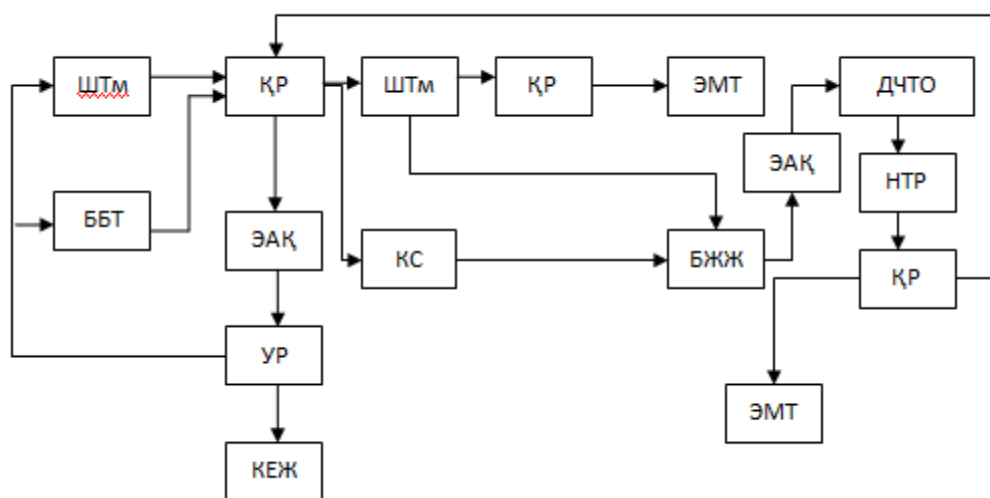 ШТм
ҚР
ШТм
ҚР
ЭМТ
ДЧТО
ЭАҚ
НТР
ББТ
ЭАҚ
КС
БЖЖ
ҚР
УР
ЭМТ
КЕЖ